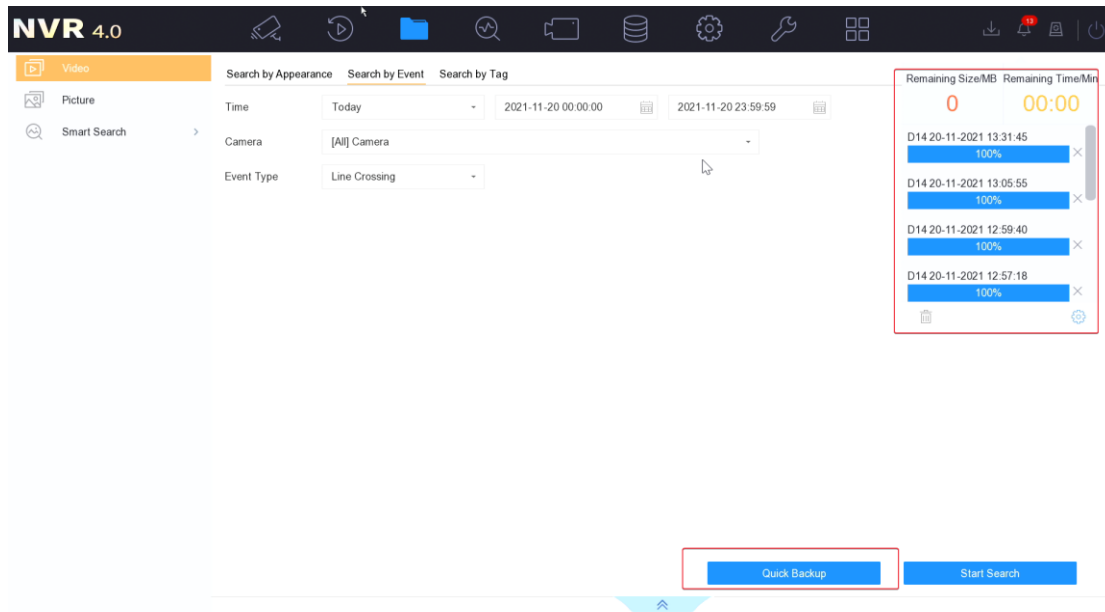 NVR 4.0
13
Video
Picture
Smart Search
Search by Appearance Search by Event Search by Tag
Time Today 2021-11-20 00:00:00 2021-11-20 23:59:59
Camera [All] Camera
Event Type Line Crossing
Remaining Size/MB Remaining Time/Min
0 00:00
D14 20-11-2021 13:31:45
100%
D14 20-11-2021 13:05:55
100%
D14 20-11-2021 12:59:40
100%
D14 20-11-2021 12:57:18
100%
Quick Backup Start Search